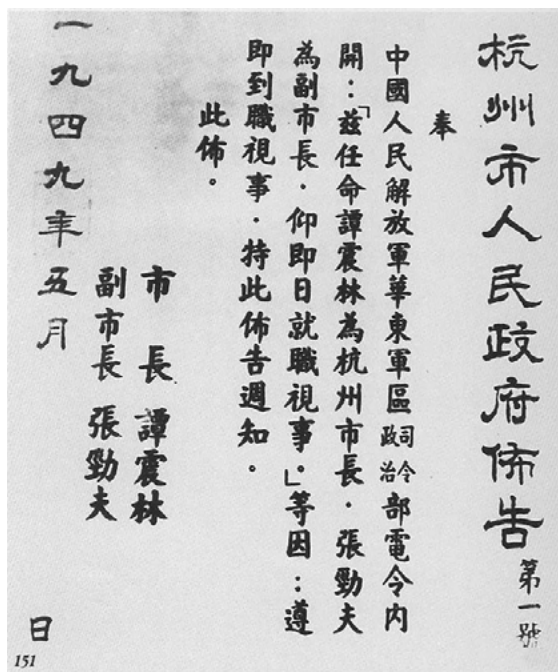 杭州市人民政府佈告 第一號
奉
中國人民解放軍華東軍區司令政治部電令內
開：「茲任命譚震林為杭州市長．張勁夫
為副市長．仰即日就職視事。」等因：遵
即到職視事．持此佈告週知。
此佈。
市 長 譚震林
副市長 張勁夫
一九四九年五月 日
151